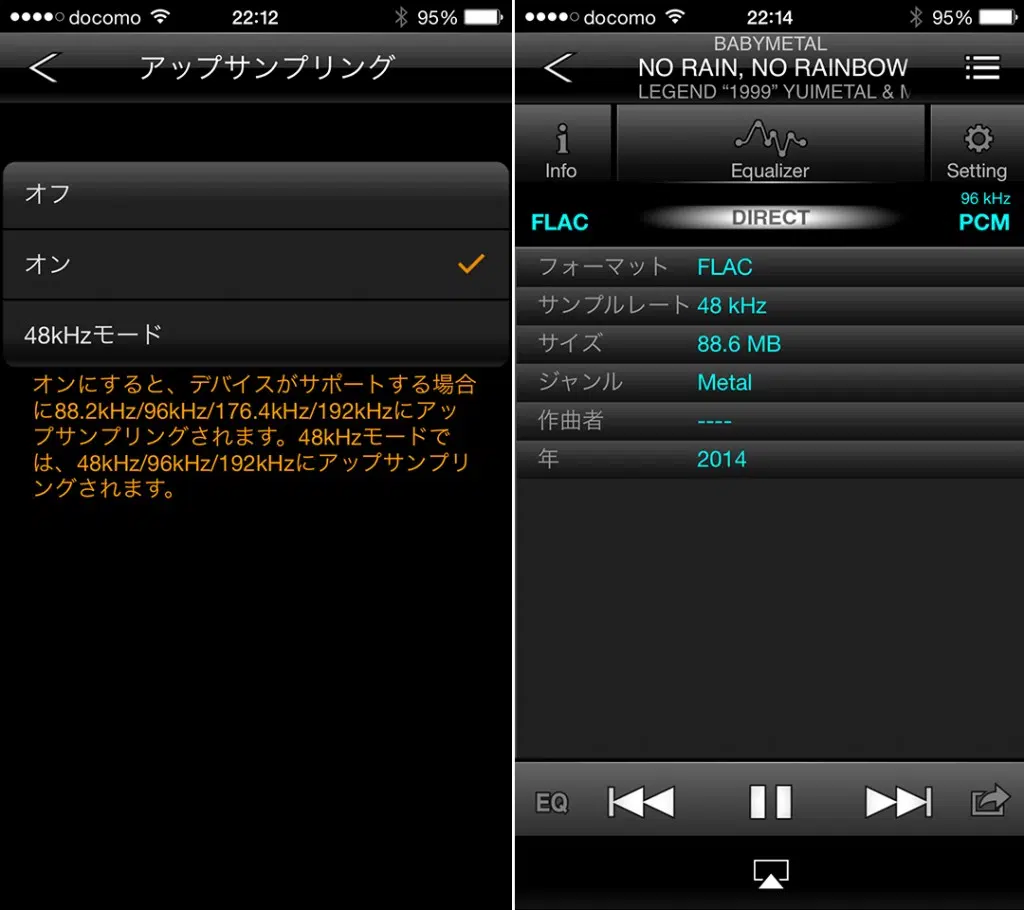 docomo 22:12 95%
アップサンプリング
オフ
オン
48kHzモード
オンにすると、デバイスがサポートする場合
に88.2kHz/96kHz/176.4kHz/192kHzにアッ
プサンプリングされます。48kHzモードで
は、48kHz/96kHz/192kHzにアップサンプリ
ングされます。
docomo 22:14 95%
BABYMETAL
NO RAIN, NO RAINBOW
LEGEND “1999” YUIMETAL &
Info
Equalizer
Setting
FLAC
DIRECT
96 kHz
PCM
フォーマット FLAC
サンプルレート 48 kHz
サイズ 88.6 MB
ジャンル Metal
作曲者 ----
年 2014
EQ